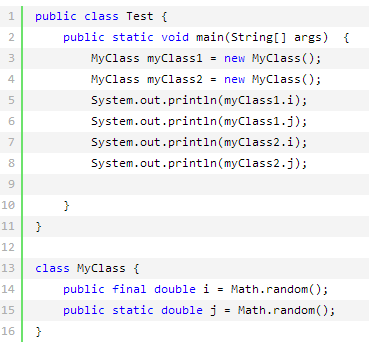 1 public class Test {
2     public static void main(String[] args)  {
3         MyClass myClass1 = new MyClass();
4         MyClass myClass2 = new MyClass();
5         System.out.println(myClass1.i);
6         System.out.println(myClass1.j);
7         System.out.println(myClass2.i);
8         System.out.println(myClass2.j);
9
10     }
11 }
12
13 class MyClass {
14     public final double i = Math.random();
15     public static double j = Math.random();
16 }